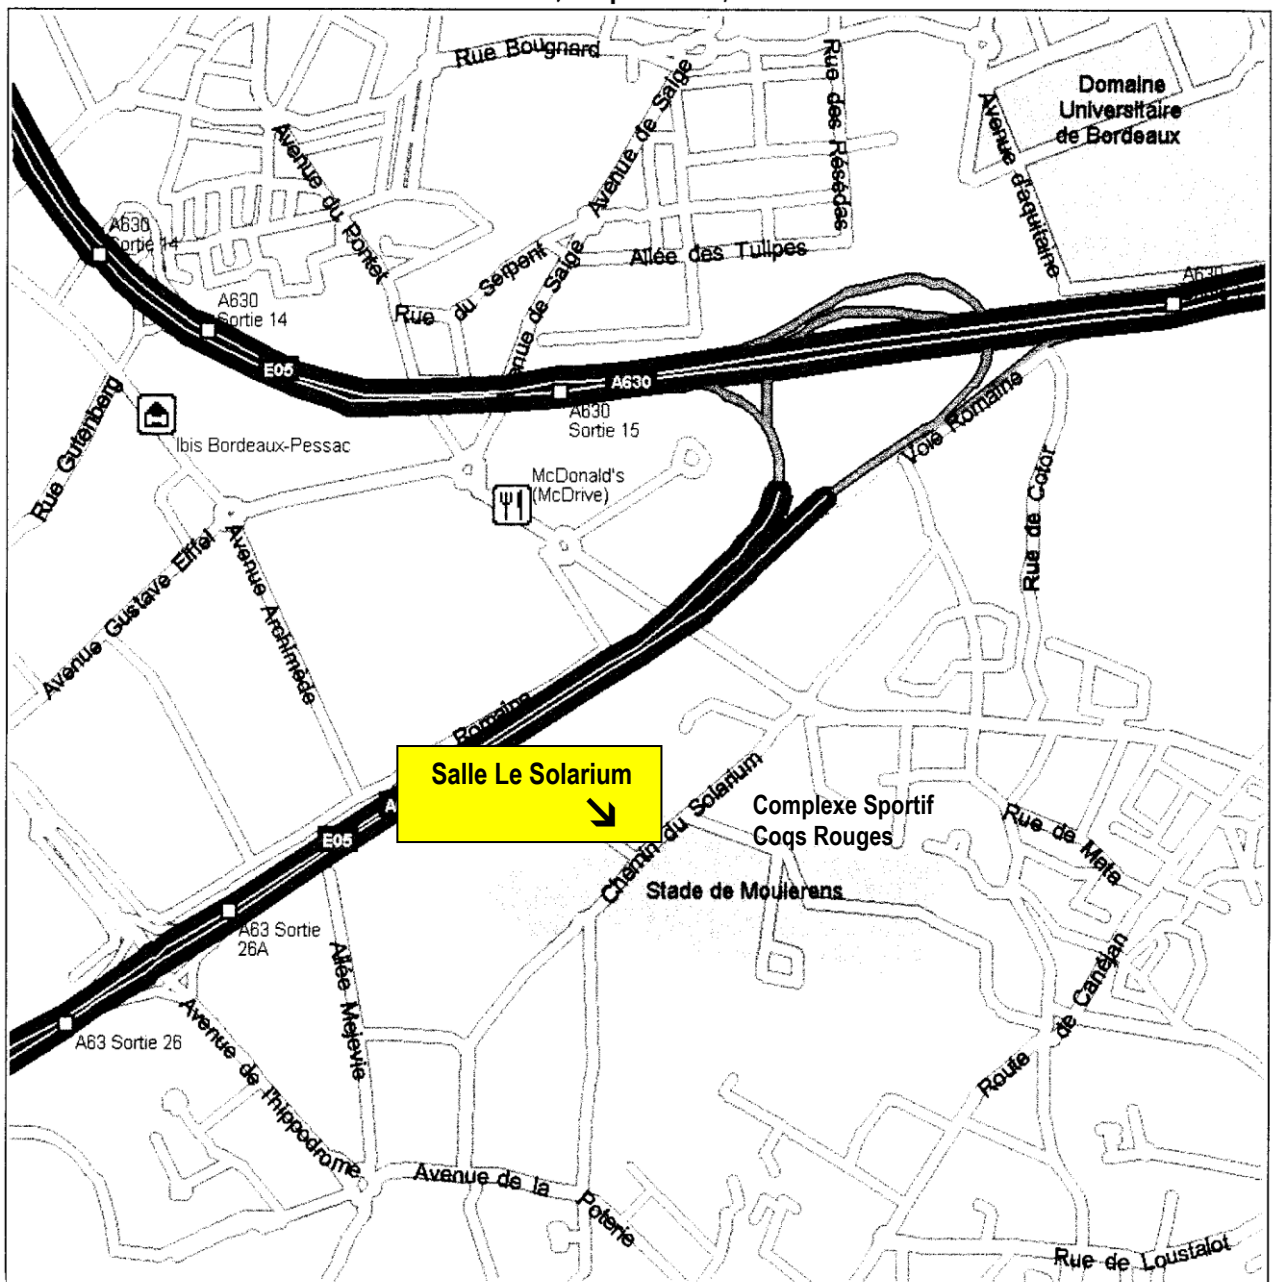 Rue Bougnard
Avenue de Saige
Rue des Résédas
Domaine
Universitaire
de Bordeaux
Avenue d'aquitaine
Avenue du Pontet
A630
Sortie 14
Rue du Serpent
Avenue de Saige
Allée des Tulipes
A630
A630
Sortie 14
E05
A630
A630
Sortie 15
Rue Gutenberg
Ibis Bordeaux-Pessac
McDonald's
(McDrive)
Voie Romaine
Rue de Cotor
Avenue Gustave Eiffel
Avenue Archimède
Romaine
Salle Le Solarium
Chemin du Solarium
Complexe Sportif
Coqs Rouges
Rue de Mata
E05
Stade de Moulerens
A63 Sortie
26A
Allée Mejevie
Route de Canéjan
A63 Sortie 26
Avenue de l'hippodrome
Avenue de la Poterie
Rue de Loustalot